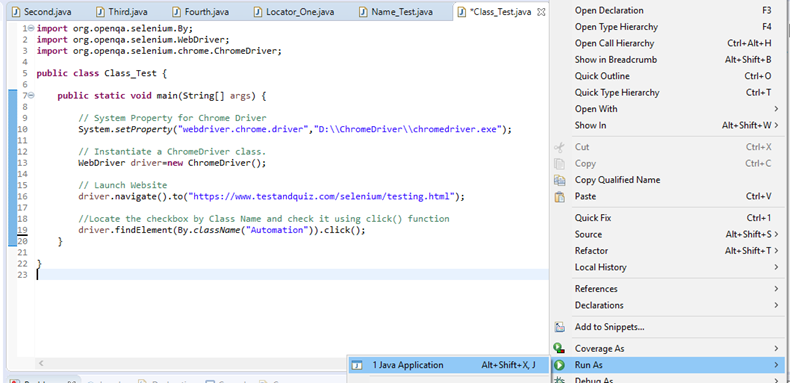 Second.java
Third.java
Fourth.java
Locator_One.java
Name_Test.java
*Class_Test.java
1 import org.openqa.selenium.By;
2 import org.openqa.selenium.WebDriver;
3 import org.openqa.selenium.chrome.ChromeDriver;
4
5 public class Class_Test {
6
7 public static void main(String[] args) {
8
9 // System Property for Chrome Driver
10 System.setProperty("webdriver.chrome.driver","D:\\ChromeDriver\\chromedriver.exe");
11
12 // Instantiate a ChromeDriver class.
13 WebDriver driver=new ChromeDriver();
14
15 // Launch Website
16 driver.navigate().to("https://www.testandquiz.com/selenium/testing.html");
17
18 //Locate the checkbox by Class Name and check it using click() function
19 driver.findElement(By.className("Automation")).click();
20 }
21
22 }
23
Open Declaration F3
Open Type Hierarchy F4
Open Call Hierarchy Ctrl+Alt+H
Show in Breadcrumb Alt+Shift+B
Quick Outline Ctrl+O
Quick Type Hierarchy Ctrl+T
Open With >
Show In Alt+Shift+W >
Cut Ctrl+X
Copy Ctrl+C
Copy Qualified Name
Paste Ctrl+V
Quick Fix Ctrl+1
Source Alt+Shift+S >
Refactor Alt+Shift+T >
Local History >
References >
Declarations >
Add to Snippets...
Coverage As >
1 Java Application Alt+Shift+X, J
Run As >
Debug As